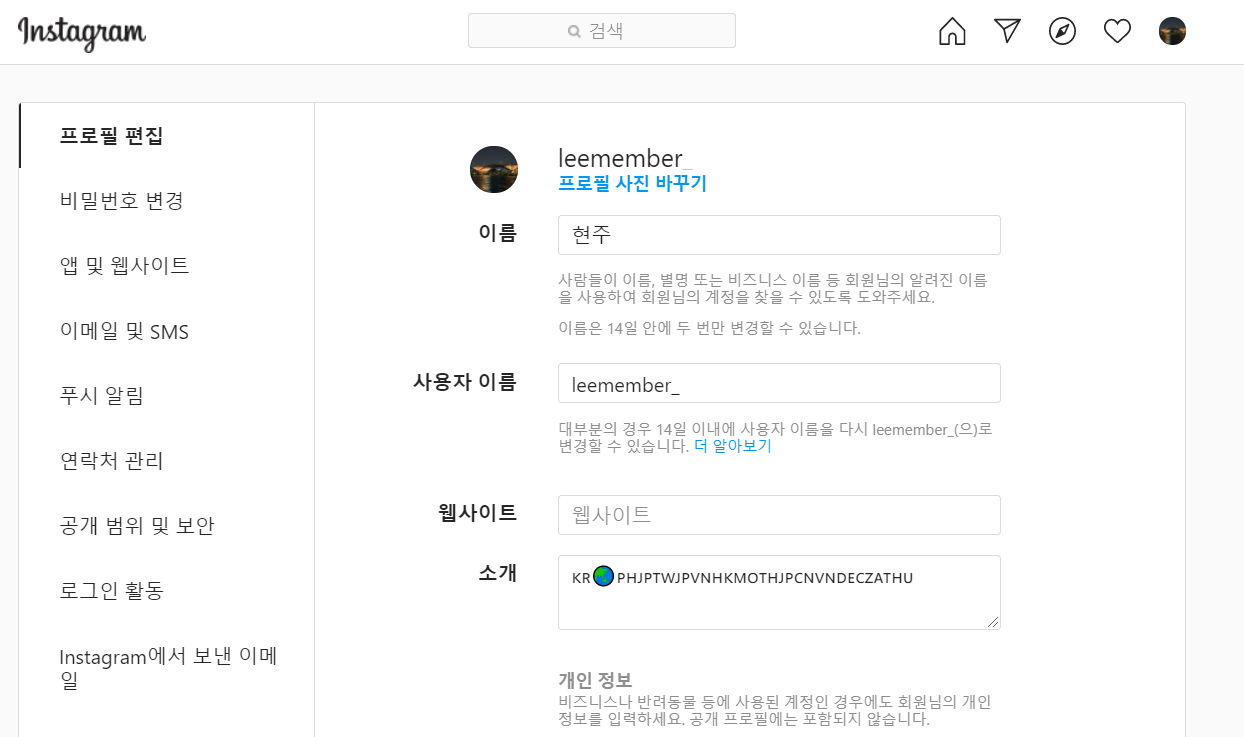 Instagram
검색
프로필 편집
비밀번호 변경
앱 및 웹사이트
이메일 및 SMS
푸시 알림
연락처 관리
공개 범위 및 보안
로그인 활동
Instagram에서 보낸 이메
일
leemember_
프로필 사진 바꾸기
이름
현주
사람들이 이름, 별명 또는 비즈니스 이름 등 회원님의 알려진 이름
을 사용하여 회원님의 계정을 찾을 수 있도록 도와주세요.
이름은 14일 안에 두 번만 변경할 수 있습니다.
사용자 이름
leemember_
대부분의 경우 14일 이내에 사용자 이름을 다시 leemember_(으)로
변경할 수 있습니다. 더 알아보기
웹사이트
웹사이트
소개
KR🌏PHJPTWJPVNHKMOTHJPCNVNDECZATHU
개인 정보
비즈니스나 반려동물 등에 사용된 계정인 경우에도 회원님의 개인
정보를 입력하세요. 공개 프로필에는 포함되지 않습니다.